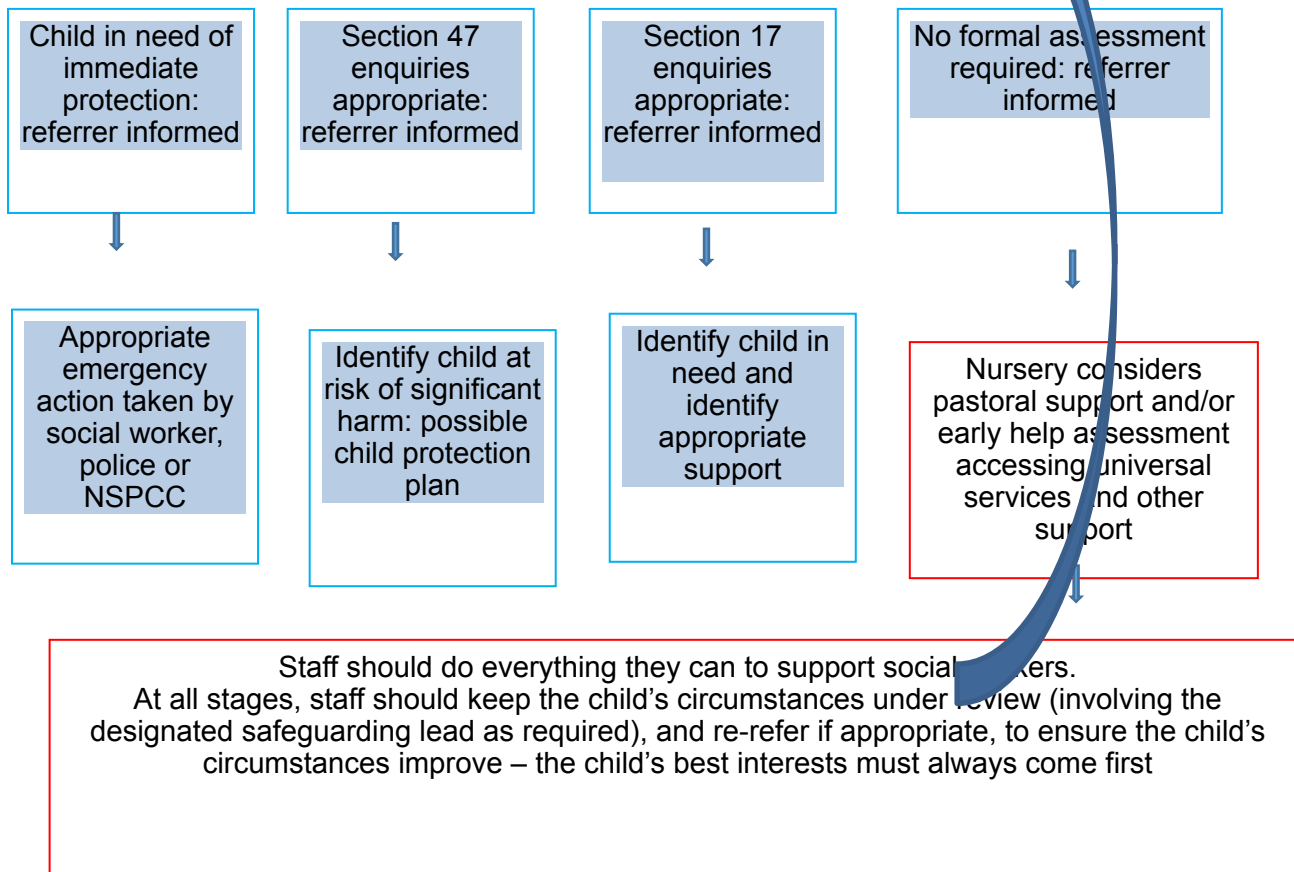 Child in need of
immediate
protection:
referrer informed
Section 47
enquiries
appropriate:
referrer informed
Section 17
enquiries
appropriate:
referrer informed
No formal assessment
required: referrer
informed
Appropriate
emergency
action taken by
social worker,
police or
NSPCC
Identify child at
risk of significant
harm: possible
child protection
plan
Identify child in
need and
identify
appropriate
support
Nursery considers
pastoral support and/or
early help assessment
accessing universal
services and other
support
Staff should do everything they can to support social
At all stages, staff should keep the child’s circumstances under review (involving the
designated safeguarding lead as required), and re-refer if appropriate, to ensure the child’s
circumstances improve – the child’s best interests must always come first